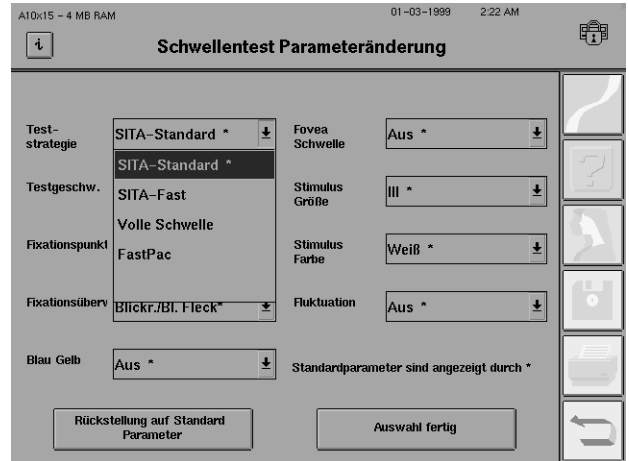 A10x15 – 4 MB RAM
01–03–1999 2:22 AM
i
Schwellentest Parameteränderung
Test-
strategie
SITA–Standard *
Fovea
Schwelle
Aus *
SITA–Standard *
SITA–Fast
Volle Schwelle
FastPac
Testgeschw.
Stimulus
Größe
III *
Fixationspunkt
Stimulus
Farbe
Weiß *
Fixationsüberv
Blickr./Bl. Fleck*
Fluktuation
Aus *
Blau Gelb
Aus *
Standardparameter sind angezeigt durch *
Rückstellung auf Standard
Parameter
Auswahl fertig